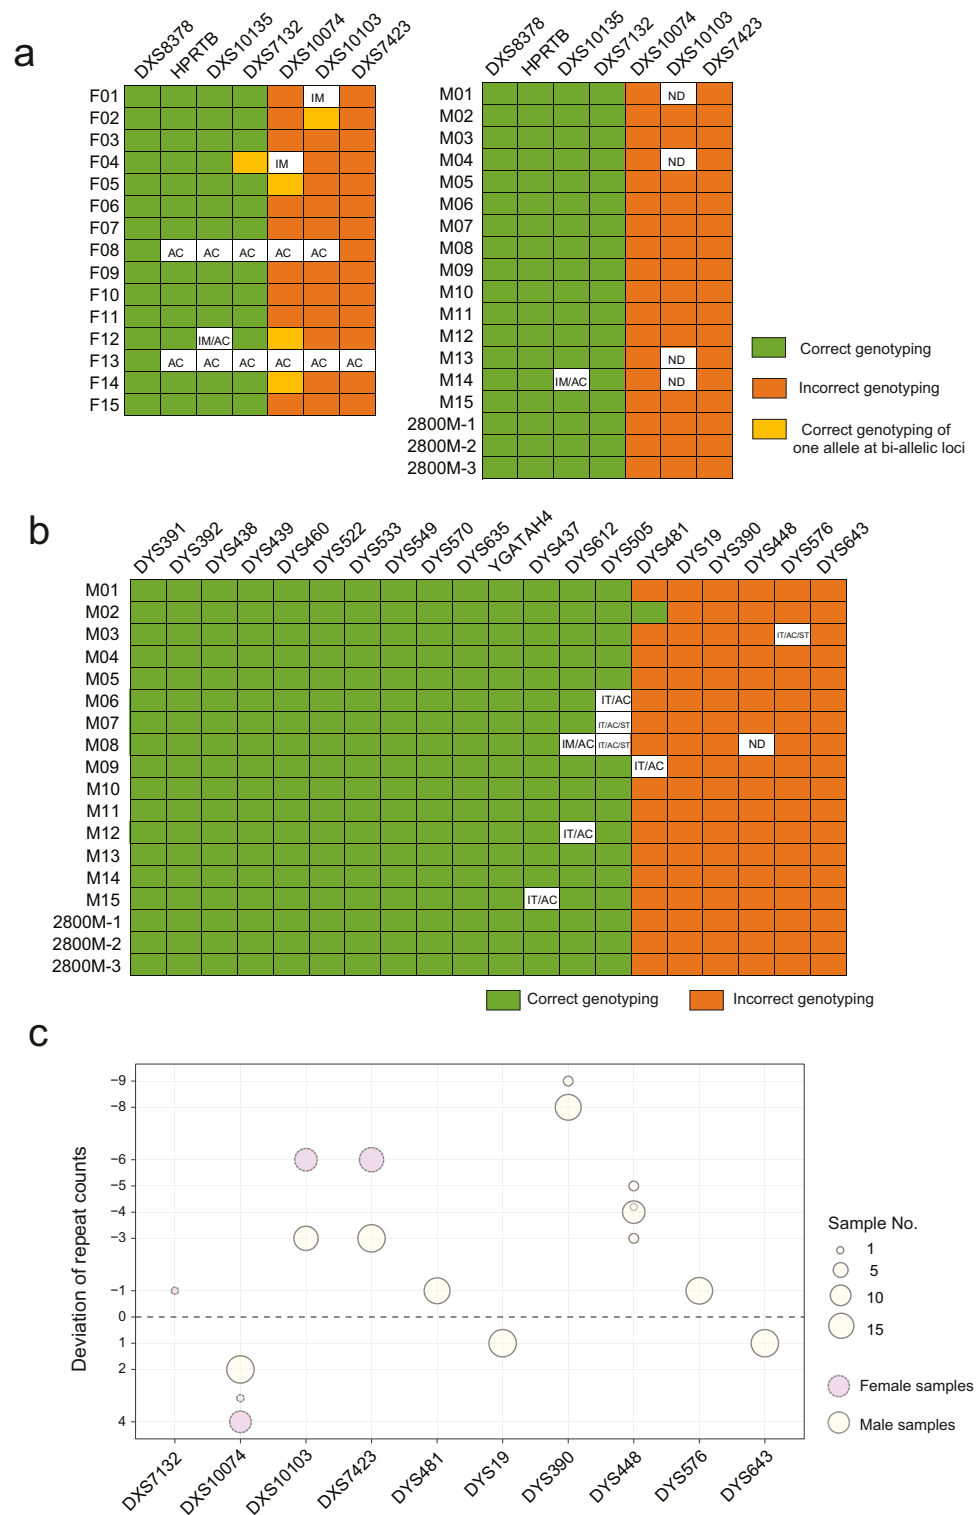 a
DXS8378 HPRTB DXS10135 DXS7132 DXS10074 DXS10103 DXS7423
F01 IM
F02
F03
F04 IM
F05
F06
F07
F08 AC AC AC AC AC
F09
F10
F11
F12 IM/AC
F13 AC AC AC AC AC AC
F14
F15
DXS8378 HPRTB DXS10135 DXS7132 DXS10074 DXS10103 DXS7423
M01 ND
M02
M03
M04 ND
M05
M06
M07
M08
M09
M10
M11
M12
M13 ND
M14 IM/AC ND
M15
2800M-1
2800M-2
2800M-3
Correct genotyping
Incorrect genotyping
Correct genotyping of
one allele at bi-allelic loci
b
DYS391 DYS392 DYS438 DYS439 DYS460 DYS522 DYS533 DYS549 DYS570 DYS635 YGATAH4 DYS437 DYS612 DYS505 DYS481 DYS19 DYS390 DYS448 DYS576 DYS643
M01
M02
M03 IT/AC/ST
M04
M05
M06 IT/AC
M07 IT/AC/ST
M08 IM/AC IT/AC/ST ND
M09 IT/AC
M10
M11
M12 IT/AC
M13
M14
M15 IT/AC
2800M-1
2800M-2
2800M-3
Correct genotyping Incorrect genotyping
c
Deviation of repeat counts
−9
−8
−6
−5
−4
−3
−1
0
1
2
4
DXS7132 DXS10074 DXS10103 DXS7423 DYS481 DYS19 DYS390 DYS448 DYS576 DYS643
Sample No.
1
5
10
15
Female samples
Male samples